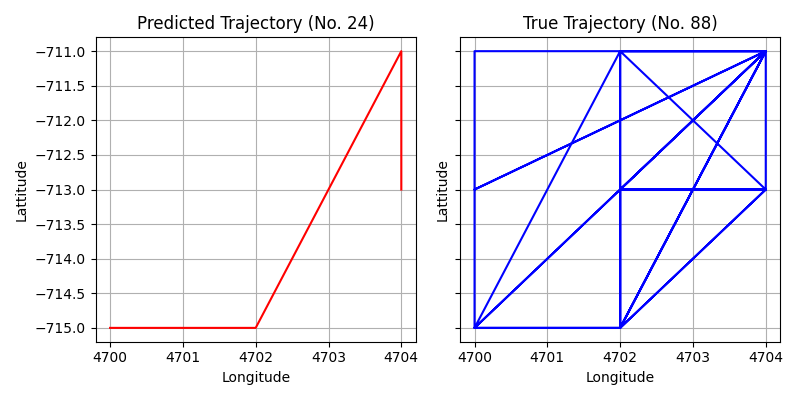 Predicted Trajectory (No. 24)
True Trajectory (No. 88)
−711.0
−711.5
−712.0
−712.5
−713.0
−713.5
−714.0
−714.5
−715.0
Lattitude
Lattitude
4700 4701 4702 4703 4704
4700 4701 4702 4703 4704
Longitude
Longitude